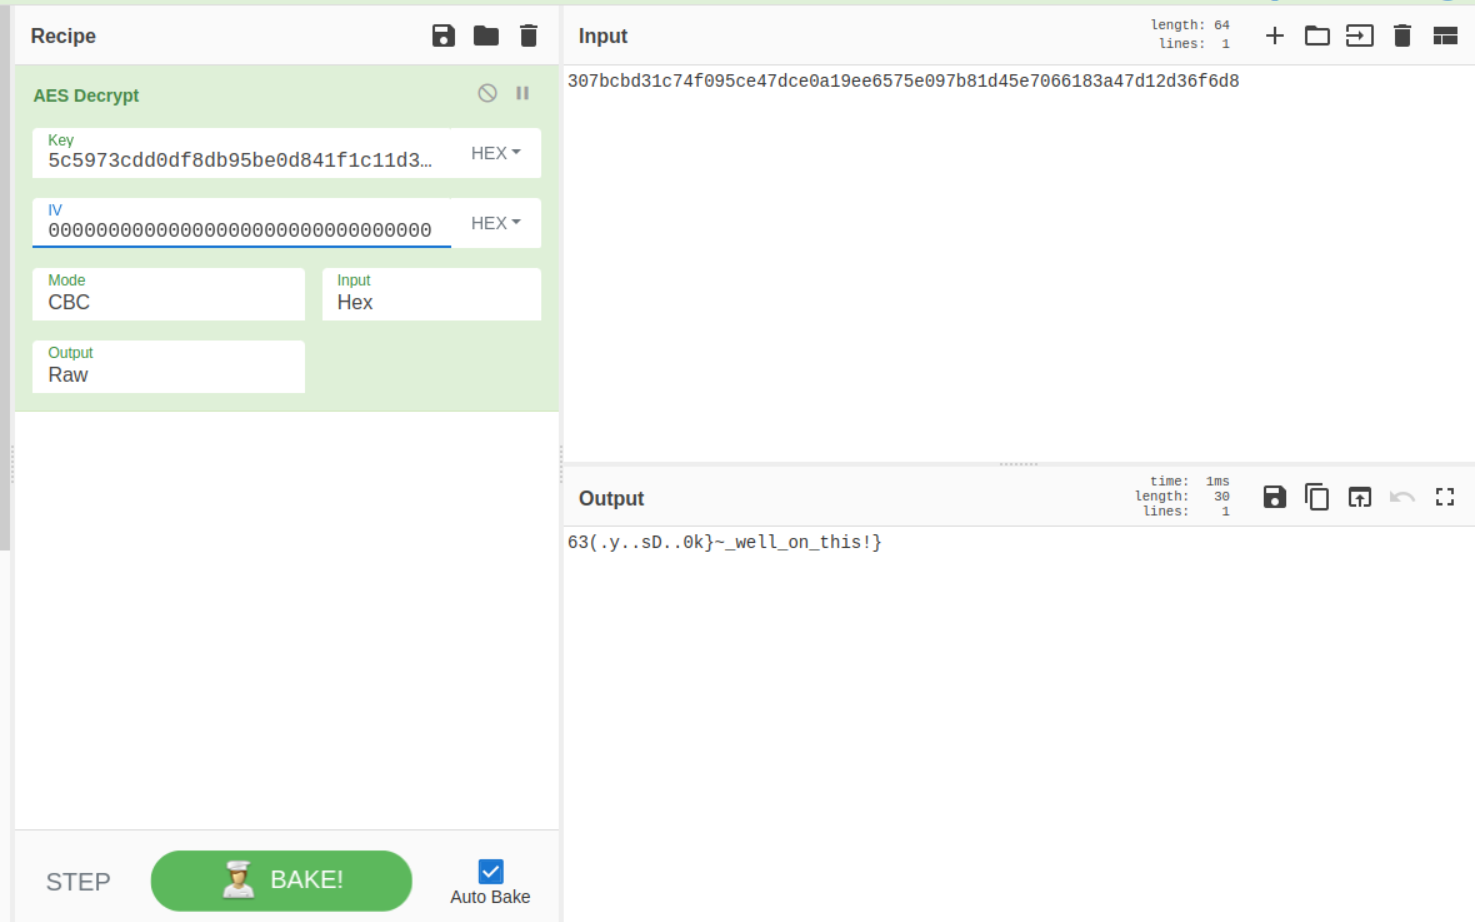 Recipe
AES Decrypt
Key
5c5973cdd0df8db95be0d841f1c11d3…
HEX
IV
00000000000000000000000000000000
HEX
Mode
CBC
Input
Hex
Output
Raw
STEP
BAKE!
Auto Bake
Input
length: 64
lines: 1
307bcbd31c74f095ce47dce0a19ee6575e097b81d45e7066183a47d12d36f6d8
Output
time: 1ms
length: 30
lines: 1
63(.y..sD..0k}~_well_on_this!}